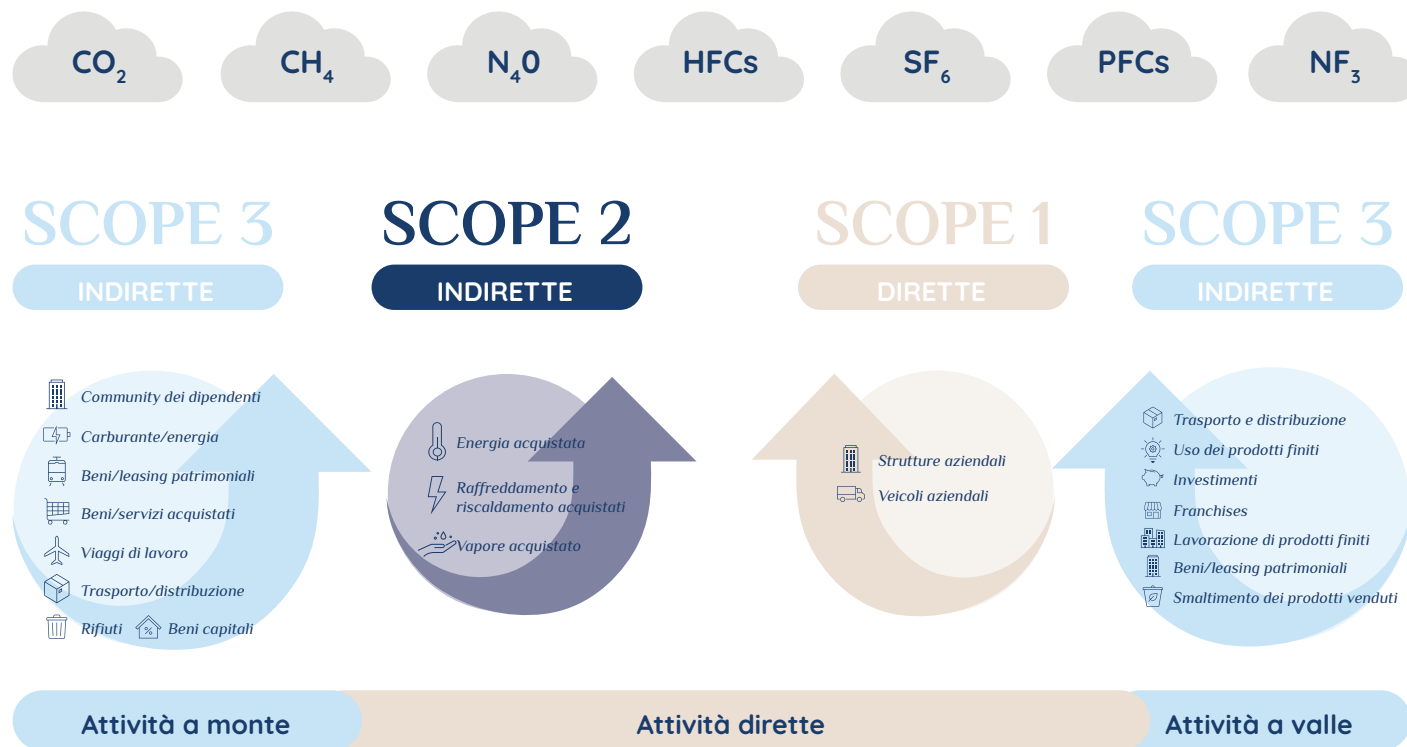 CO2
CH4
N40
HFCs
SF6
PFCs
NF3
SCOPE 3
INDIRETTE
Community dei dipendenti
Carburante/energia
Beni/leasing patrimoniali
Beni/servizi acquistati
Viaggi di lavoro
Trasporto/distribuzione
Rifiuti
% Beni capitali
SCOPE 2
INDIRETTE
Energia acquistata
Raffreddamento e
riscaldamento acquistati
Vapore acquistato
SCOPE 1
DIRETTE
Strutture aziendali
Veicoli aziendali
SCOPE 3
INDIRETTE
Trasporto e distribuzione
Uso dei prodotti finiti
Investimenti
Franchises
Lavorazione di prodotti finiti
Beni/leasing patrimoniali
Smaltimento dei prodotti venduti
Attività a monte
Attività dirette
Attività a valle